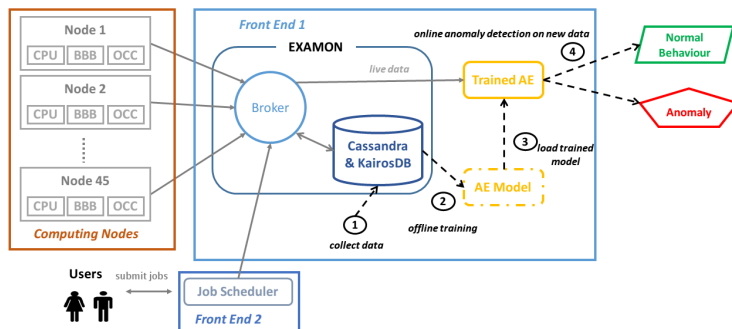 Node 1
CPU BBB OCC
Node 2
CPU BBB OCC
Node 45
CPU BBB OCC
Computing Nodes
Front End 1
EXAMON
Broker
live data
Cassandra
& KairosDB
1
collect data
2
offline training
AE Model
3
load trained
model
Trained AE
online anomaly detection on new data
4
Normal
Behaviour
Anomaly
Users
submit jobs
Job Scheduler
Front End 2